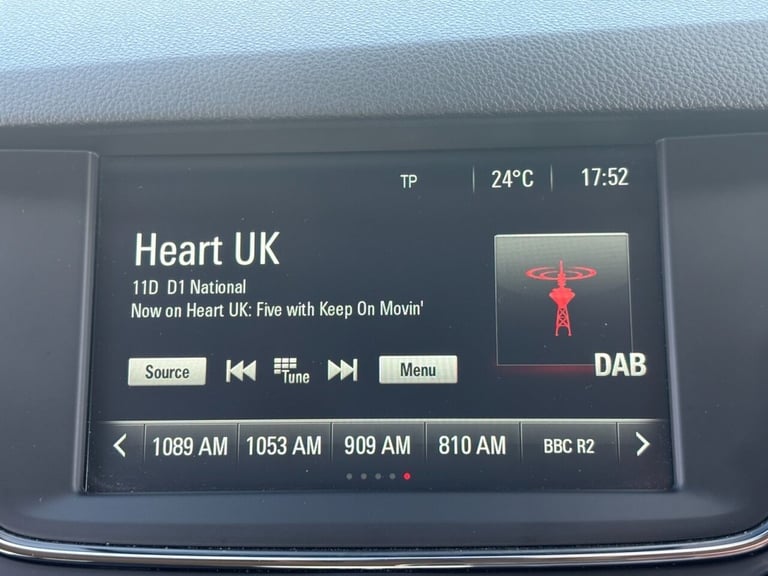 TP 24°C 17:52
Heart UK
11D D1 National
Now on Heart UK: Five with Keep On Movin'
DAB
Source Tune Menu
1089 AM 1053 AM 909 AM 810 AM BBC R2